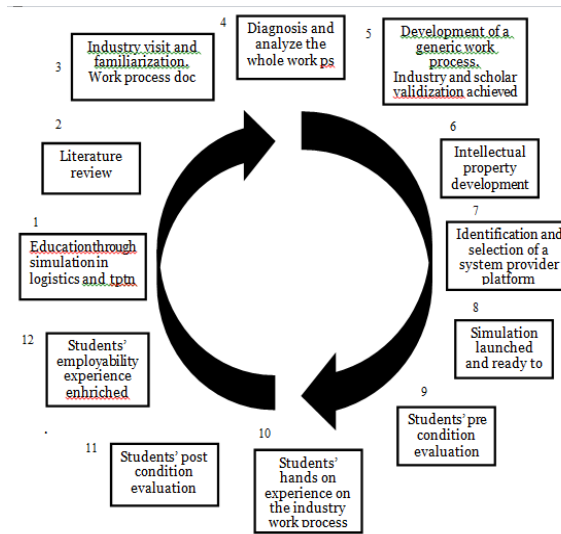 1
Educationthrough
simulation in
logistics and tptn
2
Literature
review
3
Industry visit and
familiarization.
Work process doc
4
Diagnosis and
analyze the
whole work ps
5
Development of a
generic work
process.
Industry and scholar
validization achieved
6
Intellectual
property
development
7
Identification and
selection of a
system provider
platform
8
Simulation
launched
and ready to
9
Students' pre
condition
evaluation
10
Students'
hands on
experience on
the industry
work process
11
Students' post
condition
evaluation
12
Students'
employability
experience
enhriched